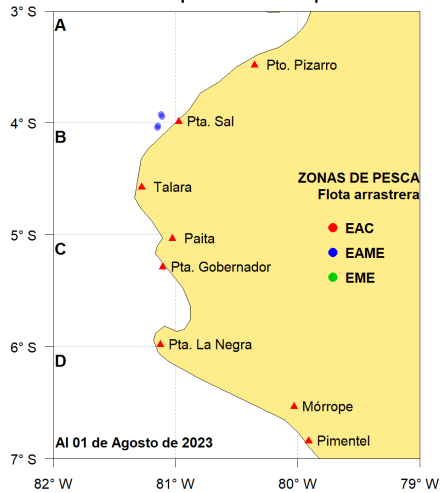 3° S
A
Pto. Pizarro
4° S
Pta. Sal
B
ZONAS DE PESCA
Talara
Flota arrastrera
EAC
5° S
Paita
C
EAME
Pta. Gobernador
EME
6° S
Pta. La Negra
D
Mórrope
Al 01 de Agosto de 2023
Pimentel
7° S
82° W
81° W
80° W
79° W